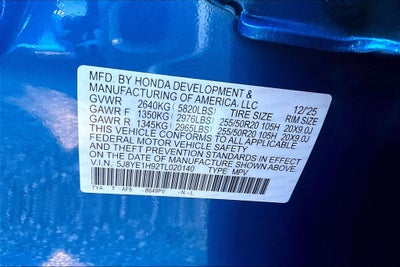 MFD. BY HONDA DEVELOPMENT &
MANUFACTURING OF AMERICA, LLC 12/'25
GVWR 2640KG (5820LBS) TIRE SIZE RIM SIZE
GAWR F 1350KG (2976LBS) 255/50R20 105H 20X9.0J
GAWR R 1345KG (2965LBS) 255/50R20 105H 20X9.0J
THIS VEHICLE CONFORMS TO ALL APPLICABLE
FEDERAL MOTOR VEHICLE SAFETY
AND THEFT PREVENTION STANDARDS IN EFFECT ON
THE DATE OF MANUFACTURE SHOWN ABOVE.
V.I.N. 5J8YE1H92TL020140 TYPE MPV
TYA T AF5 - B649PV - N - L